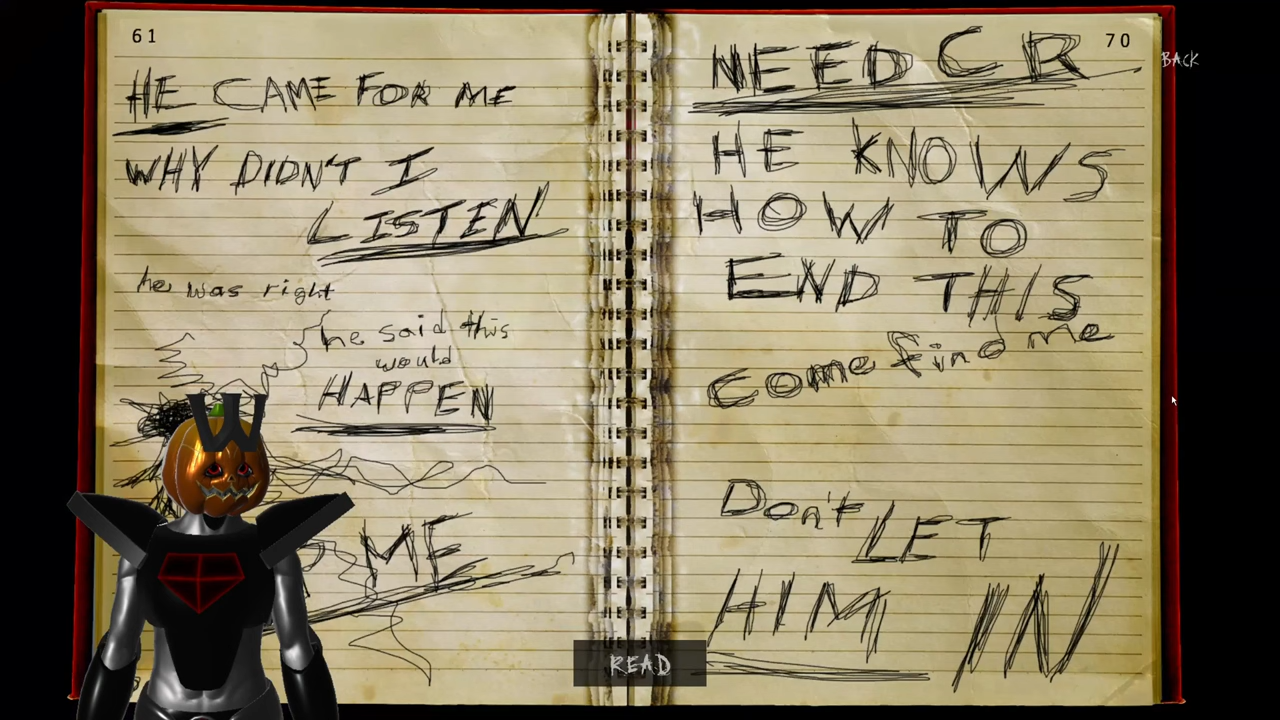 61
HE CAME FOR ME
WHY DIDN'T I
LISTEN
he was right
he said this
would
HAPPEN
ME
70
NEED CR
HE KNOWS
HOW TO
END THIS
come find me
Don't LET
HIM IN
BACK
READ